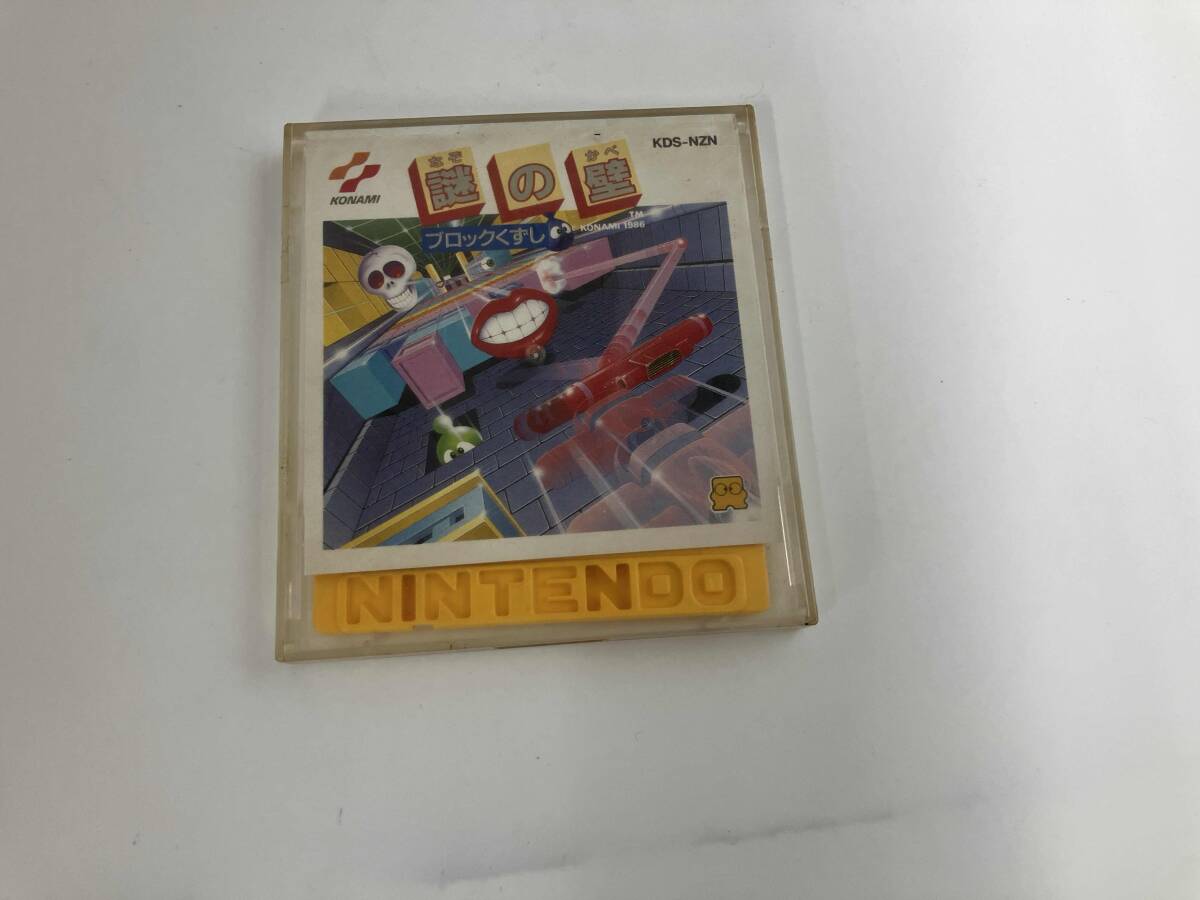 KDS-NZN
KONAMI
なぞ かべ
謎の壁
ブロックくずし
TM
© KONAMI 1986
NINTENDO